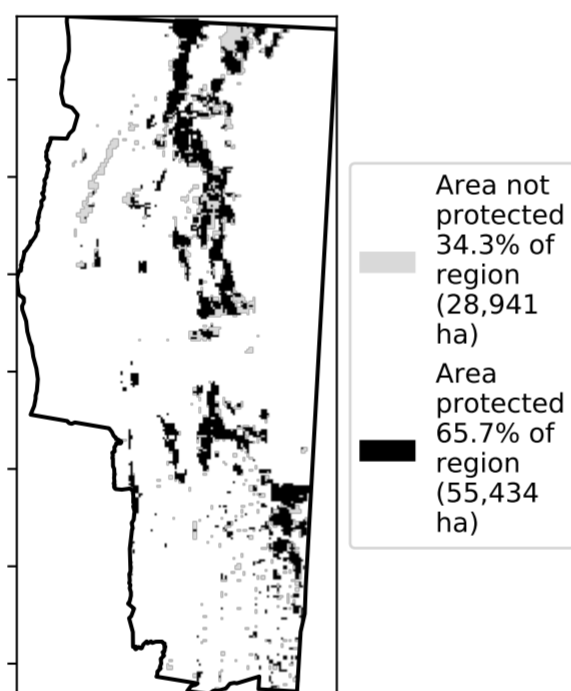 Area not
protected
34.3% of
region
(28,941
ha)
Area
protected
65.7% of
region
(55,434
ha)